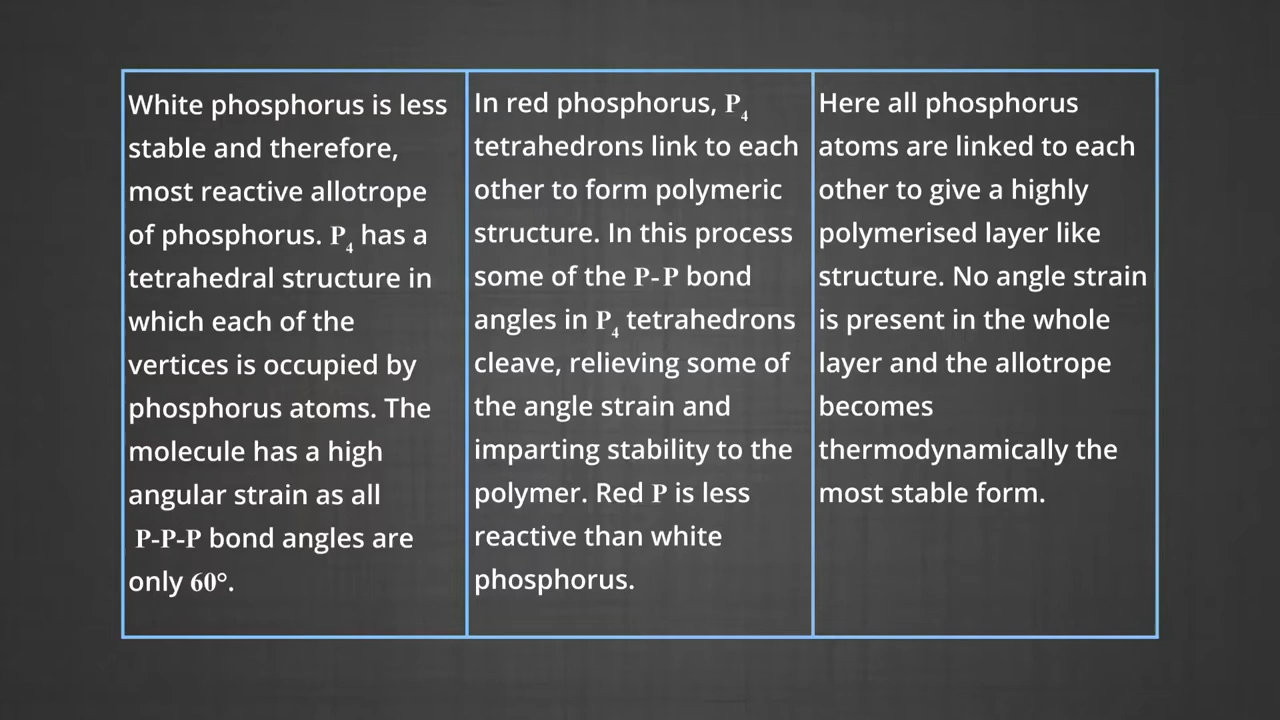 White phosphorus is less
stable and therefore,
most reactive allotrope
of phosphorus. P₄ has a
tetrahedral structure in
which each of the
vertices is occupied by
phosphorus atoms. The
molecule has a high
angular strain as all
P-P-P bond angles are
only 60°.
In red phosphorus, P₄
tetrahedrons link to each
other to form polymeric
structure. In this process
some of the P-P bond
angles in P₄ tetrahedrons
cleave, relieving some of
the angle strain and
imparting stability to the
polymer. Red P is less
reactive than white
phosphorus.
Here all phosphorus
atoms are linked to each
other to give a highly
polymerised layer like
structure. No angle strain
is present in the whole
layer and the allotrope
becomes
thermodynamically the
most stable form.